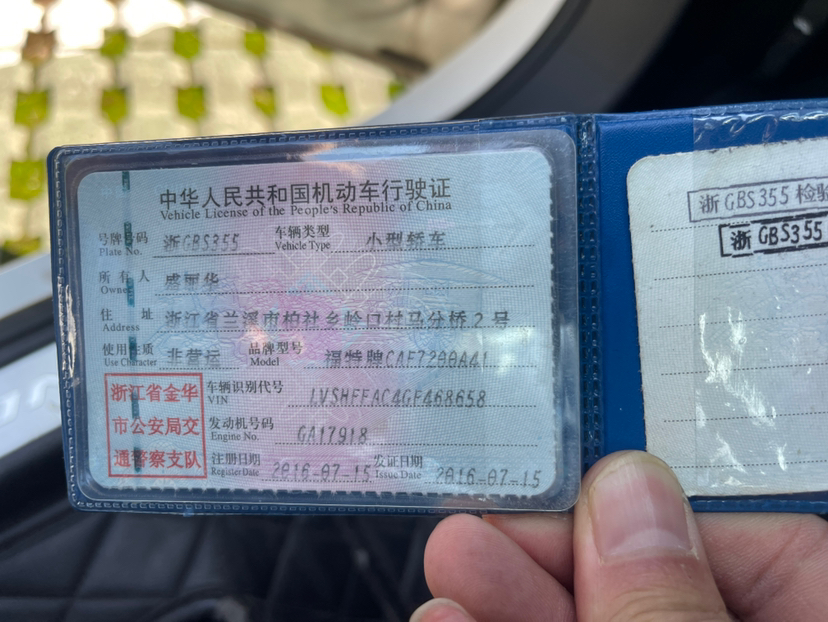 中华人民共和国机动车行驶证
Vehicle License of the People's Republic of China
号牌号码 浙GBS355 车辆类型 小型轿车
Plate No. Vehicle Type
所有人 盛丽华
Owner
住址 浙江省兰溪市柏社乡岭口村马分桥2号
Address
使用性质 非营运 品牌型号 福特牌CAF7200A41
Use Character Model
浙江省金华
市公安局交
通警察支队
车辆识别代号 LVSHFFAC4GF468658
VIN
发动机号码 GA17918
Engine No.
注册日期 2016-07-15 发证日期 2016-07-15
Register Date Issue Date
浙GBS355 检验
浙GBS355